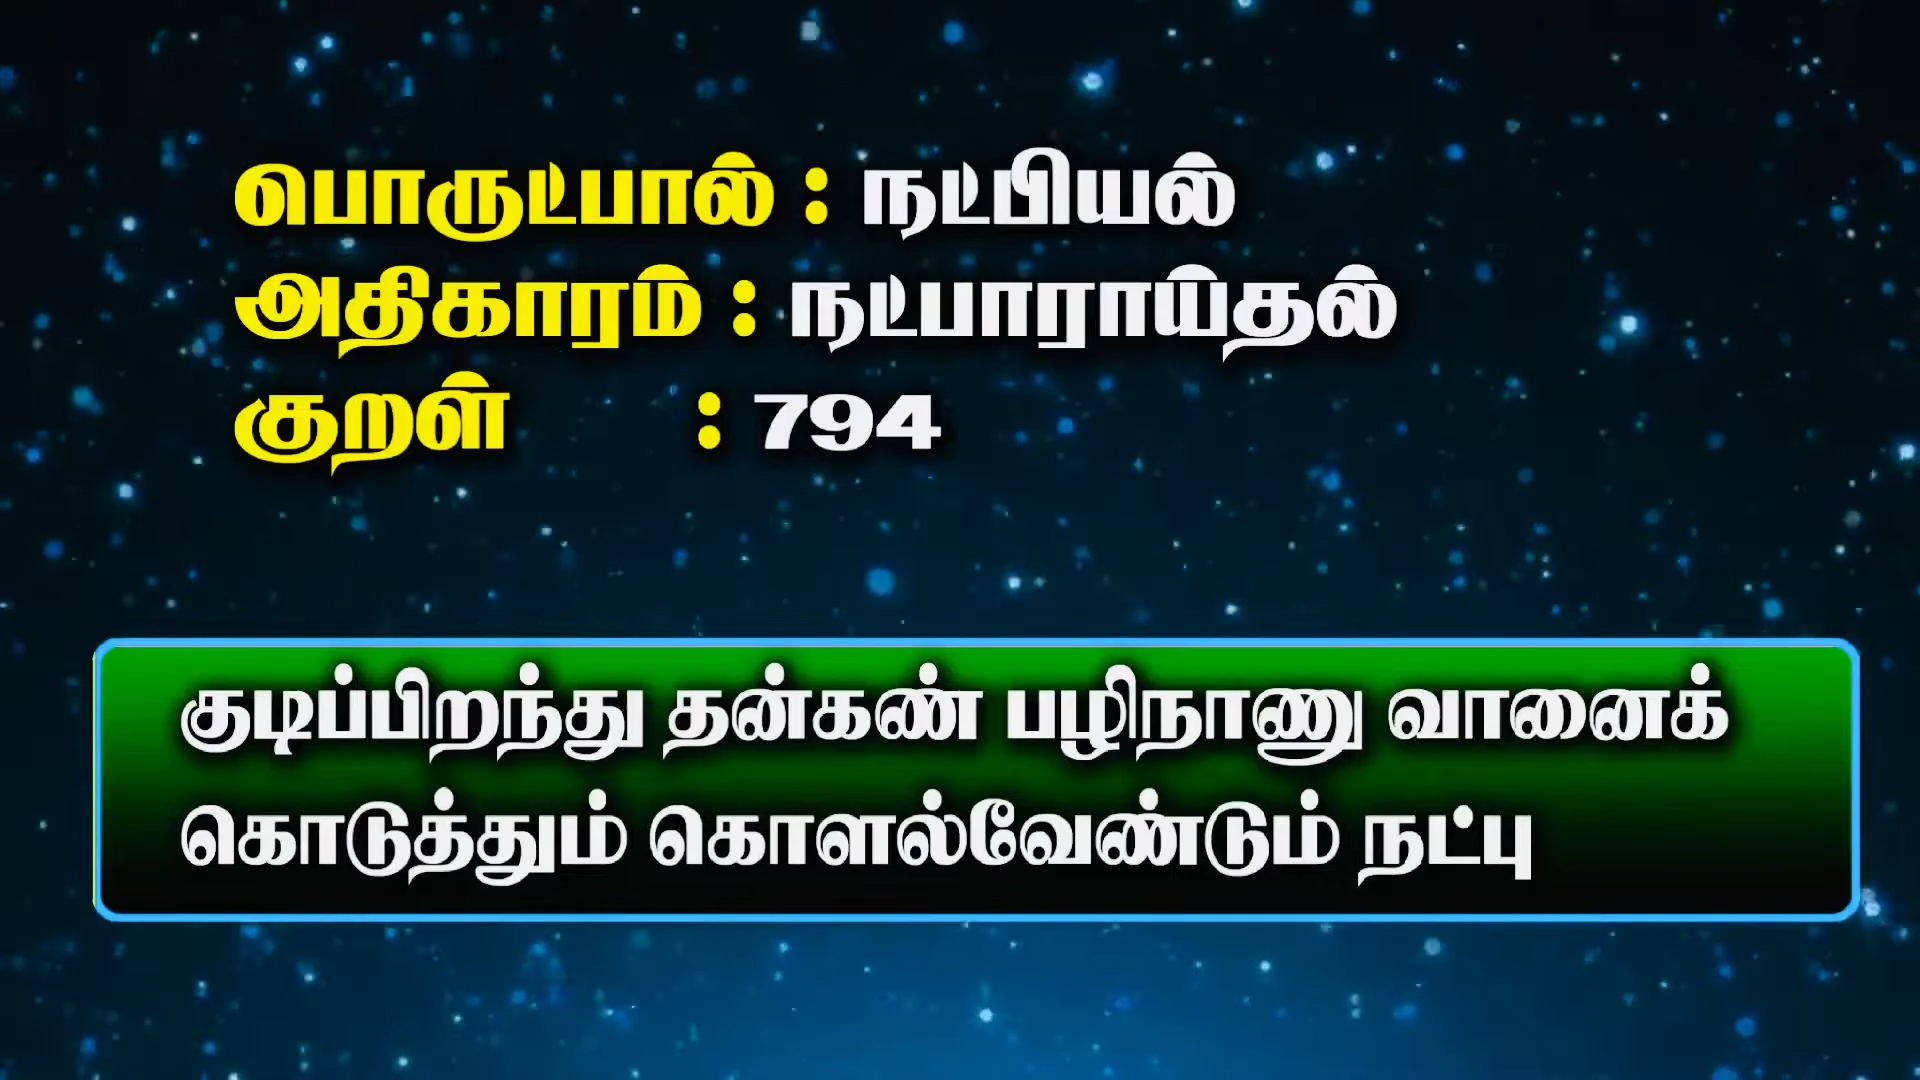 பொருட்பால் : நட்பியல்
அதிகாரம் : நட்பாராய்தல்
குறள் : 794
குடிப்பிறந்து தன்கண் பழிநாணு வானைக்
கொடுத்தும் கொளல்வேண்டும் நட்பு